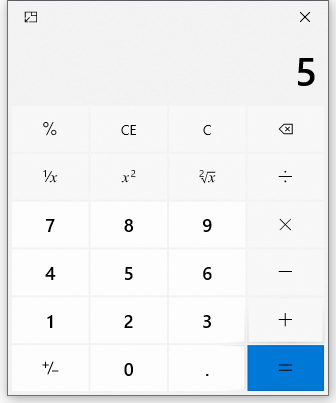 5
% CE C
¹/x x² ²√x ÷
7 8 9 ×
4 5 6 −
1 2 3 +
+/− 0 . =